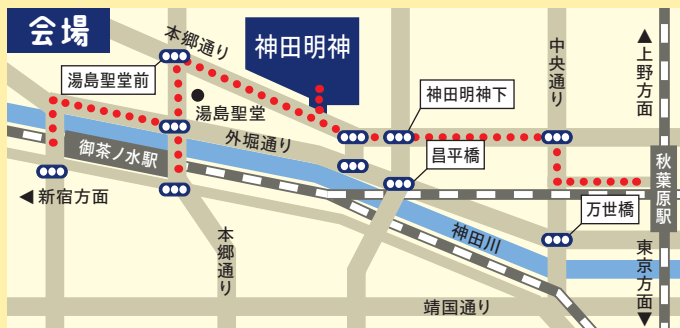 会場
本郷通り
神田明神
中央通り
▲上野方面
湯島聖堂前
神田明神下
湯島聖堂
外堀通り
御茶ノ水駅
昌平橋
秋葉原駅
◀新宿方面
万世橋
本郷通り
神田川
東京方面▼
靖国通り